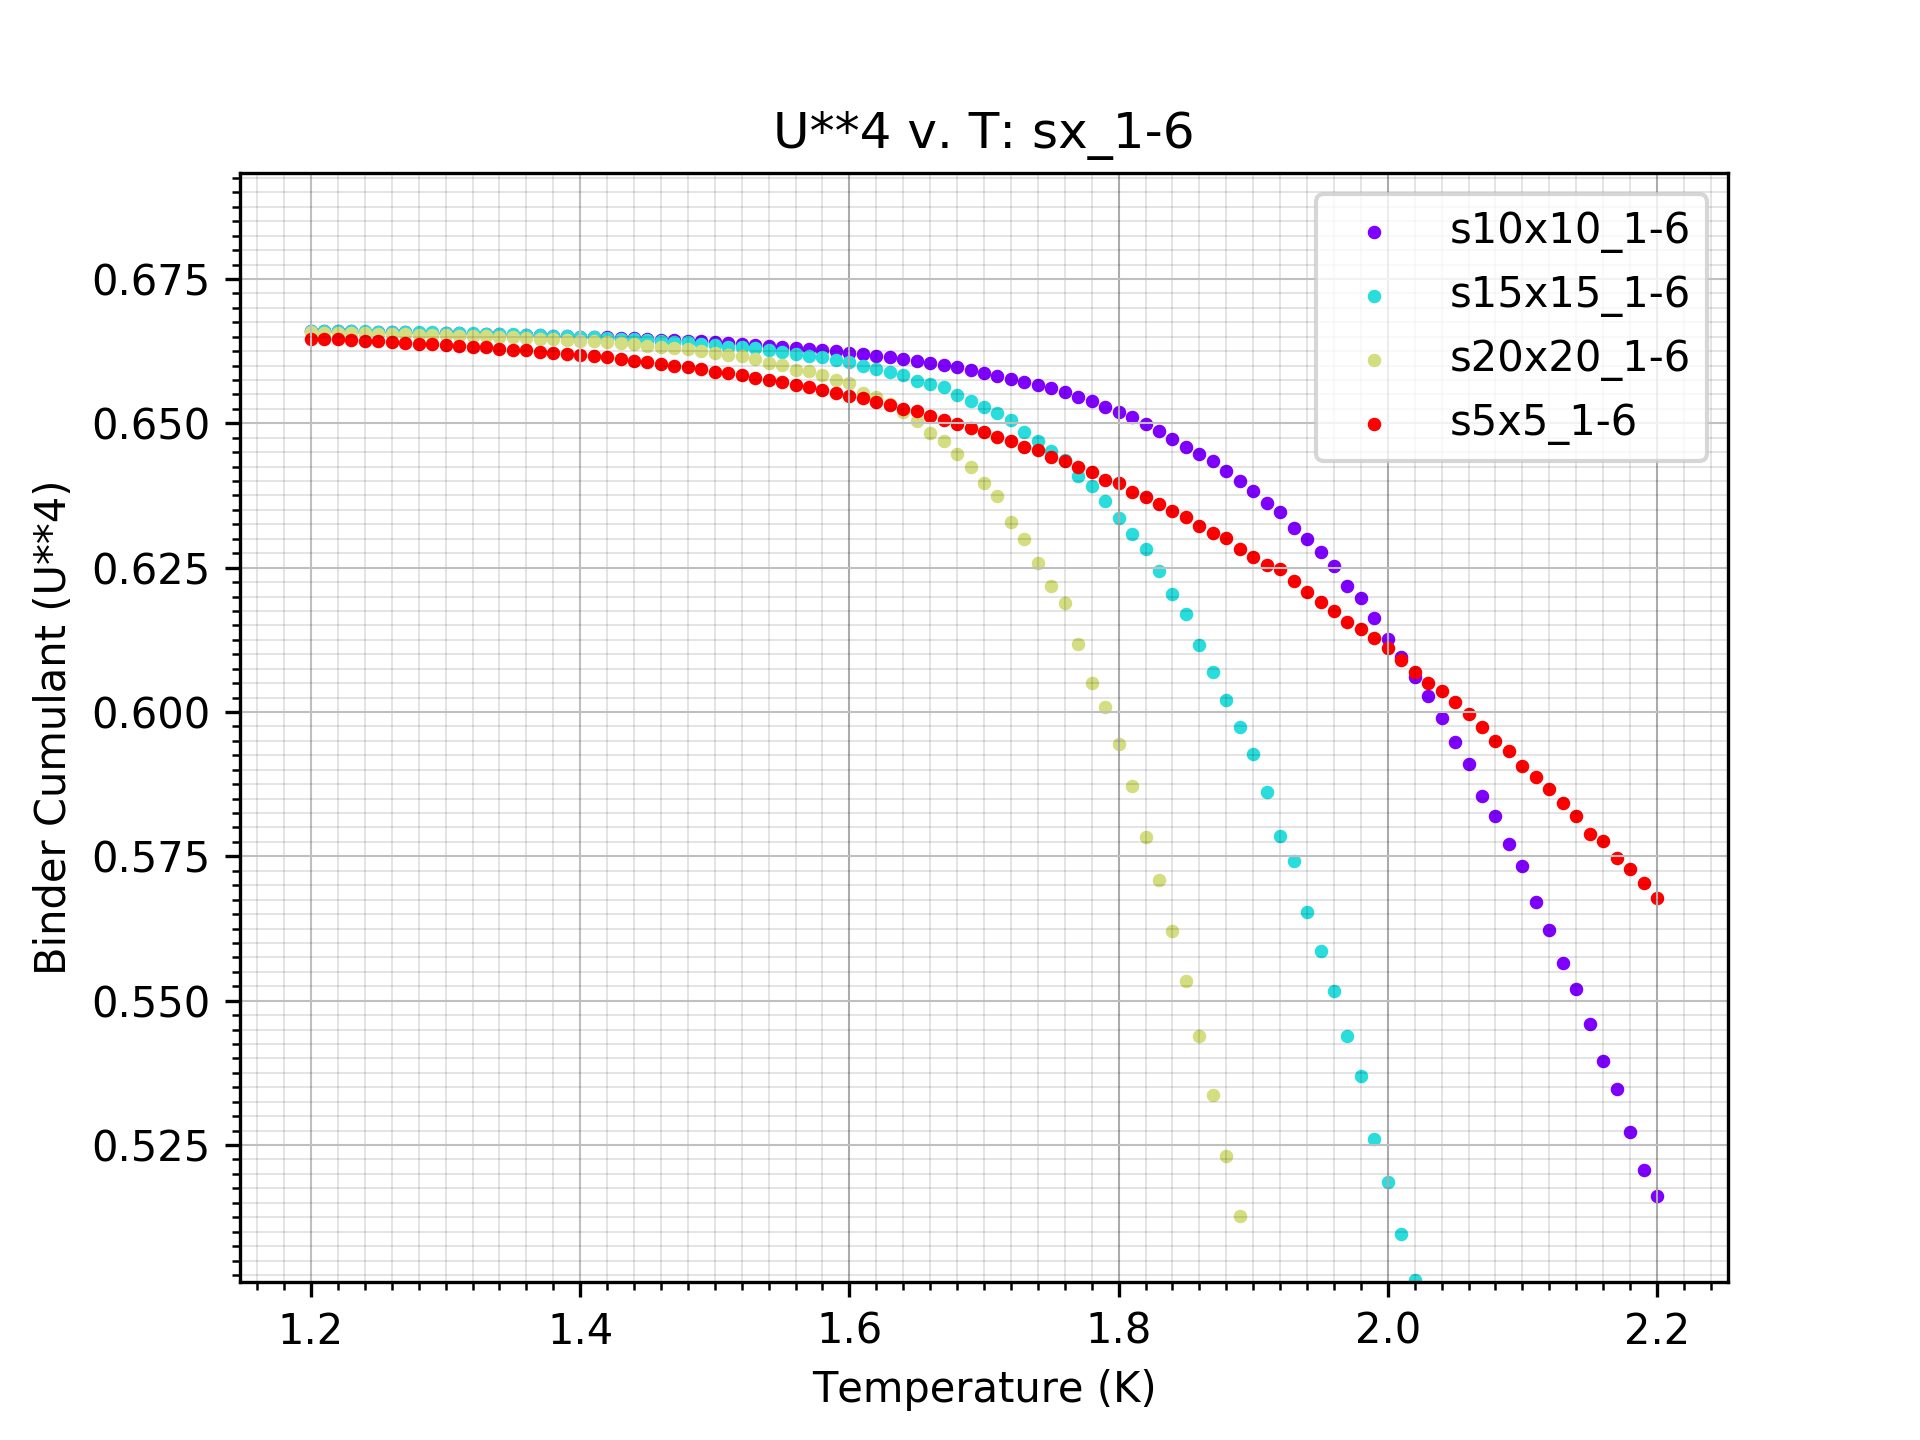 U**4 v. T: sx_1-6
s10x10_1-6
s15x15_1-6
s20x20_1-6
s5x5_1-6
Binder Cumulant (U**4)
0.675
0.650
0.625
0.600
0.575
0.550
0.525
1.2 1.4 1.6 1.8 2.0 2.2
Temperature (K)